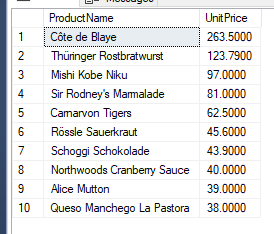 Messages
ProductName UnitPrice
1 Côte de Blaye 263.5000
2 Thüringer Rostbratwurst 123.7900
3 Mishi Kobe Niku 97.0000
4 Sir Rodney's Marmalade 81.0000
5 Carnarvon Tigers 62.5000
6 Rössle Sauerkraut 45.6000
7 Schoggi Schokolade 43.9000
8 Northwoods Cranberry Sauce 40.0000
9 Alice Mutton 39.0000
10 Queso Manchego La Pastora 38.0000